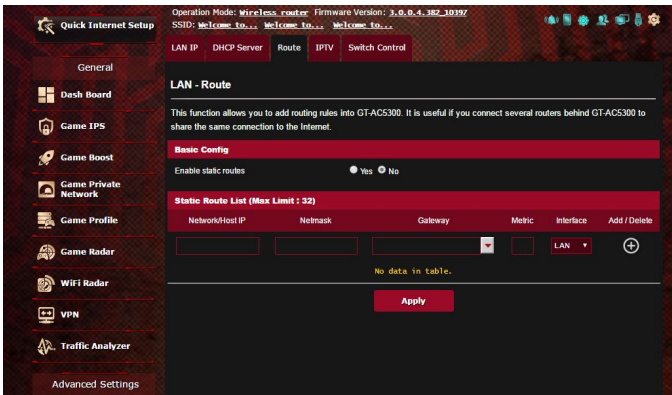 Quick Internet Setup
Operation Mode: Wireless router Firmware Version: 3.0.0.4.382_10397
SSID: Welcome to... Welcome to... Welcome to...
LAN IP DHCP Server Route IPTV Switch Control
General
Dash Board
Game IPS
Game Boost
Game Private
Network
Game Profile
Game Radar
WiFi Radar
VPN
Traffic Analyzer
Advanced Settings
LAN - Route
This function allows you to add routing rules into GT-AC5300. It is useful if you connect several routers behind GT-AC5300 to
share the same connection to the Internet.
Basic Config
Enable static routes Yes No
Static Route List (Max Limit : 32)
Network/Host IP Netmask Gateway Metric Interface Add / Delete
LAN
No data in table.
Apply